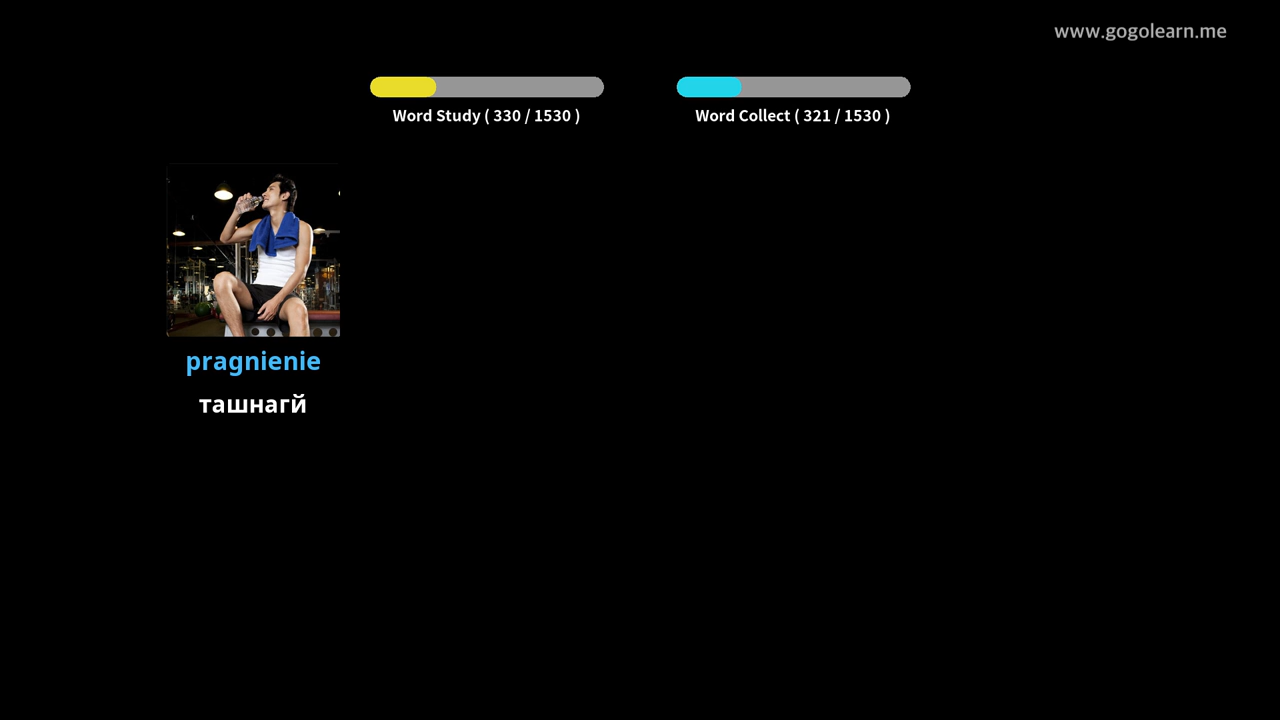 www.gogolearn.me
Word Study ( 330 / 1530 )
Word Collect ( 321 / 1530 )
pragnienie
ташнагӣ